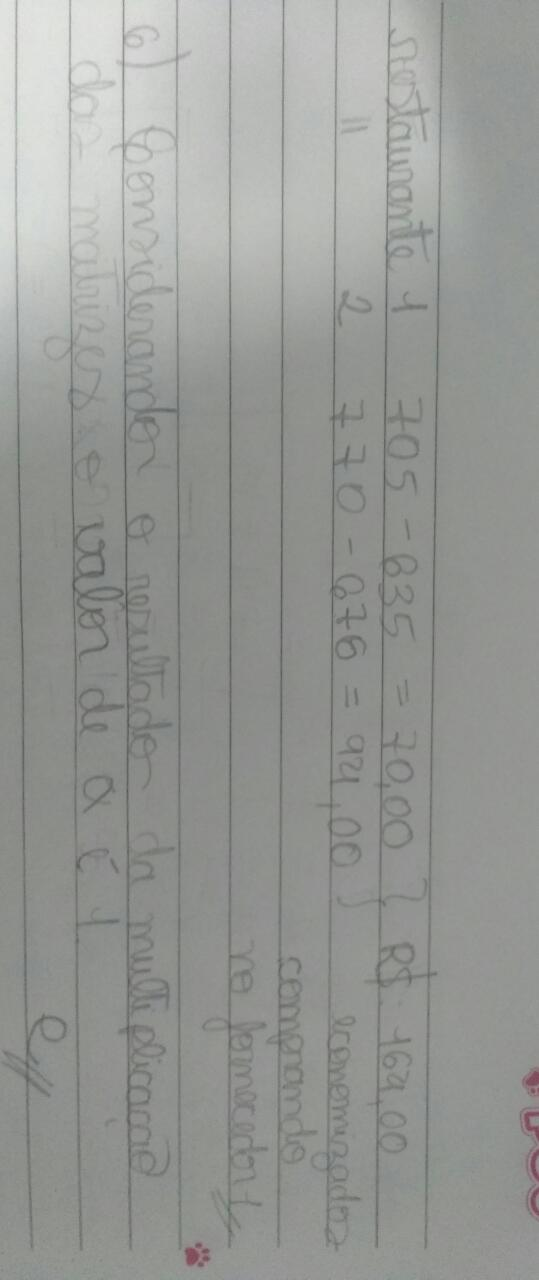 restaurante 1 705 - 635 = 70,00 } R$ 164,00
" 2 770 - 676 = 94,00 } economizados
comprando
no fornecedor 1
6) Considerando o resultado da multiplicação
das matrizes o valor de α é 1